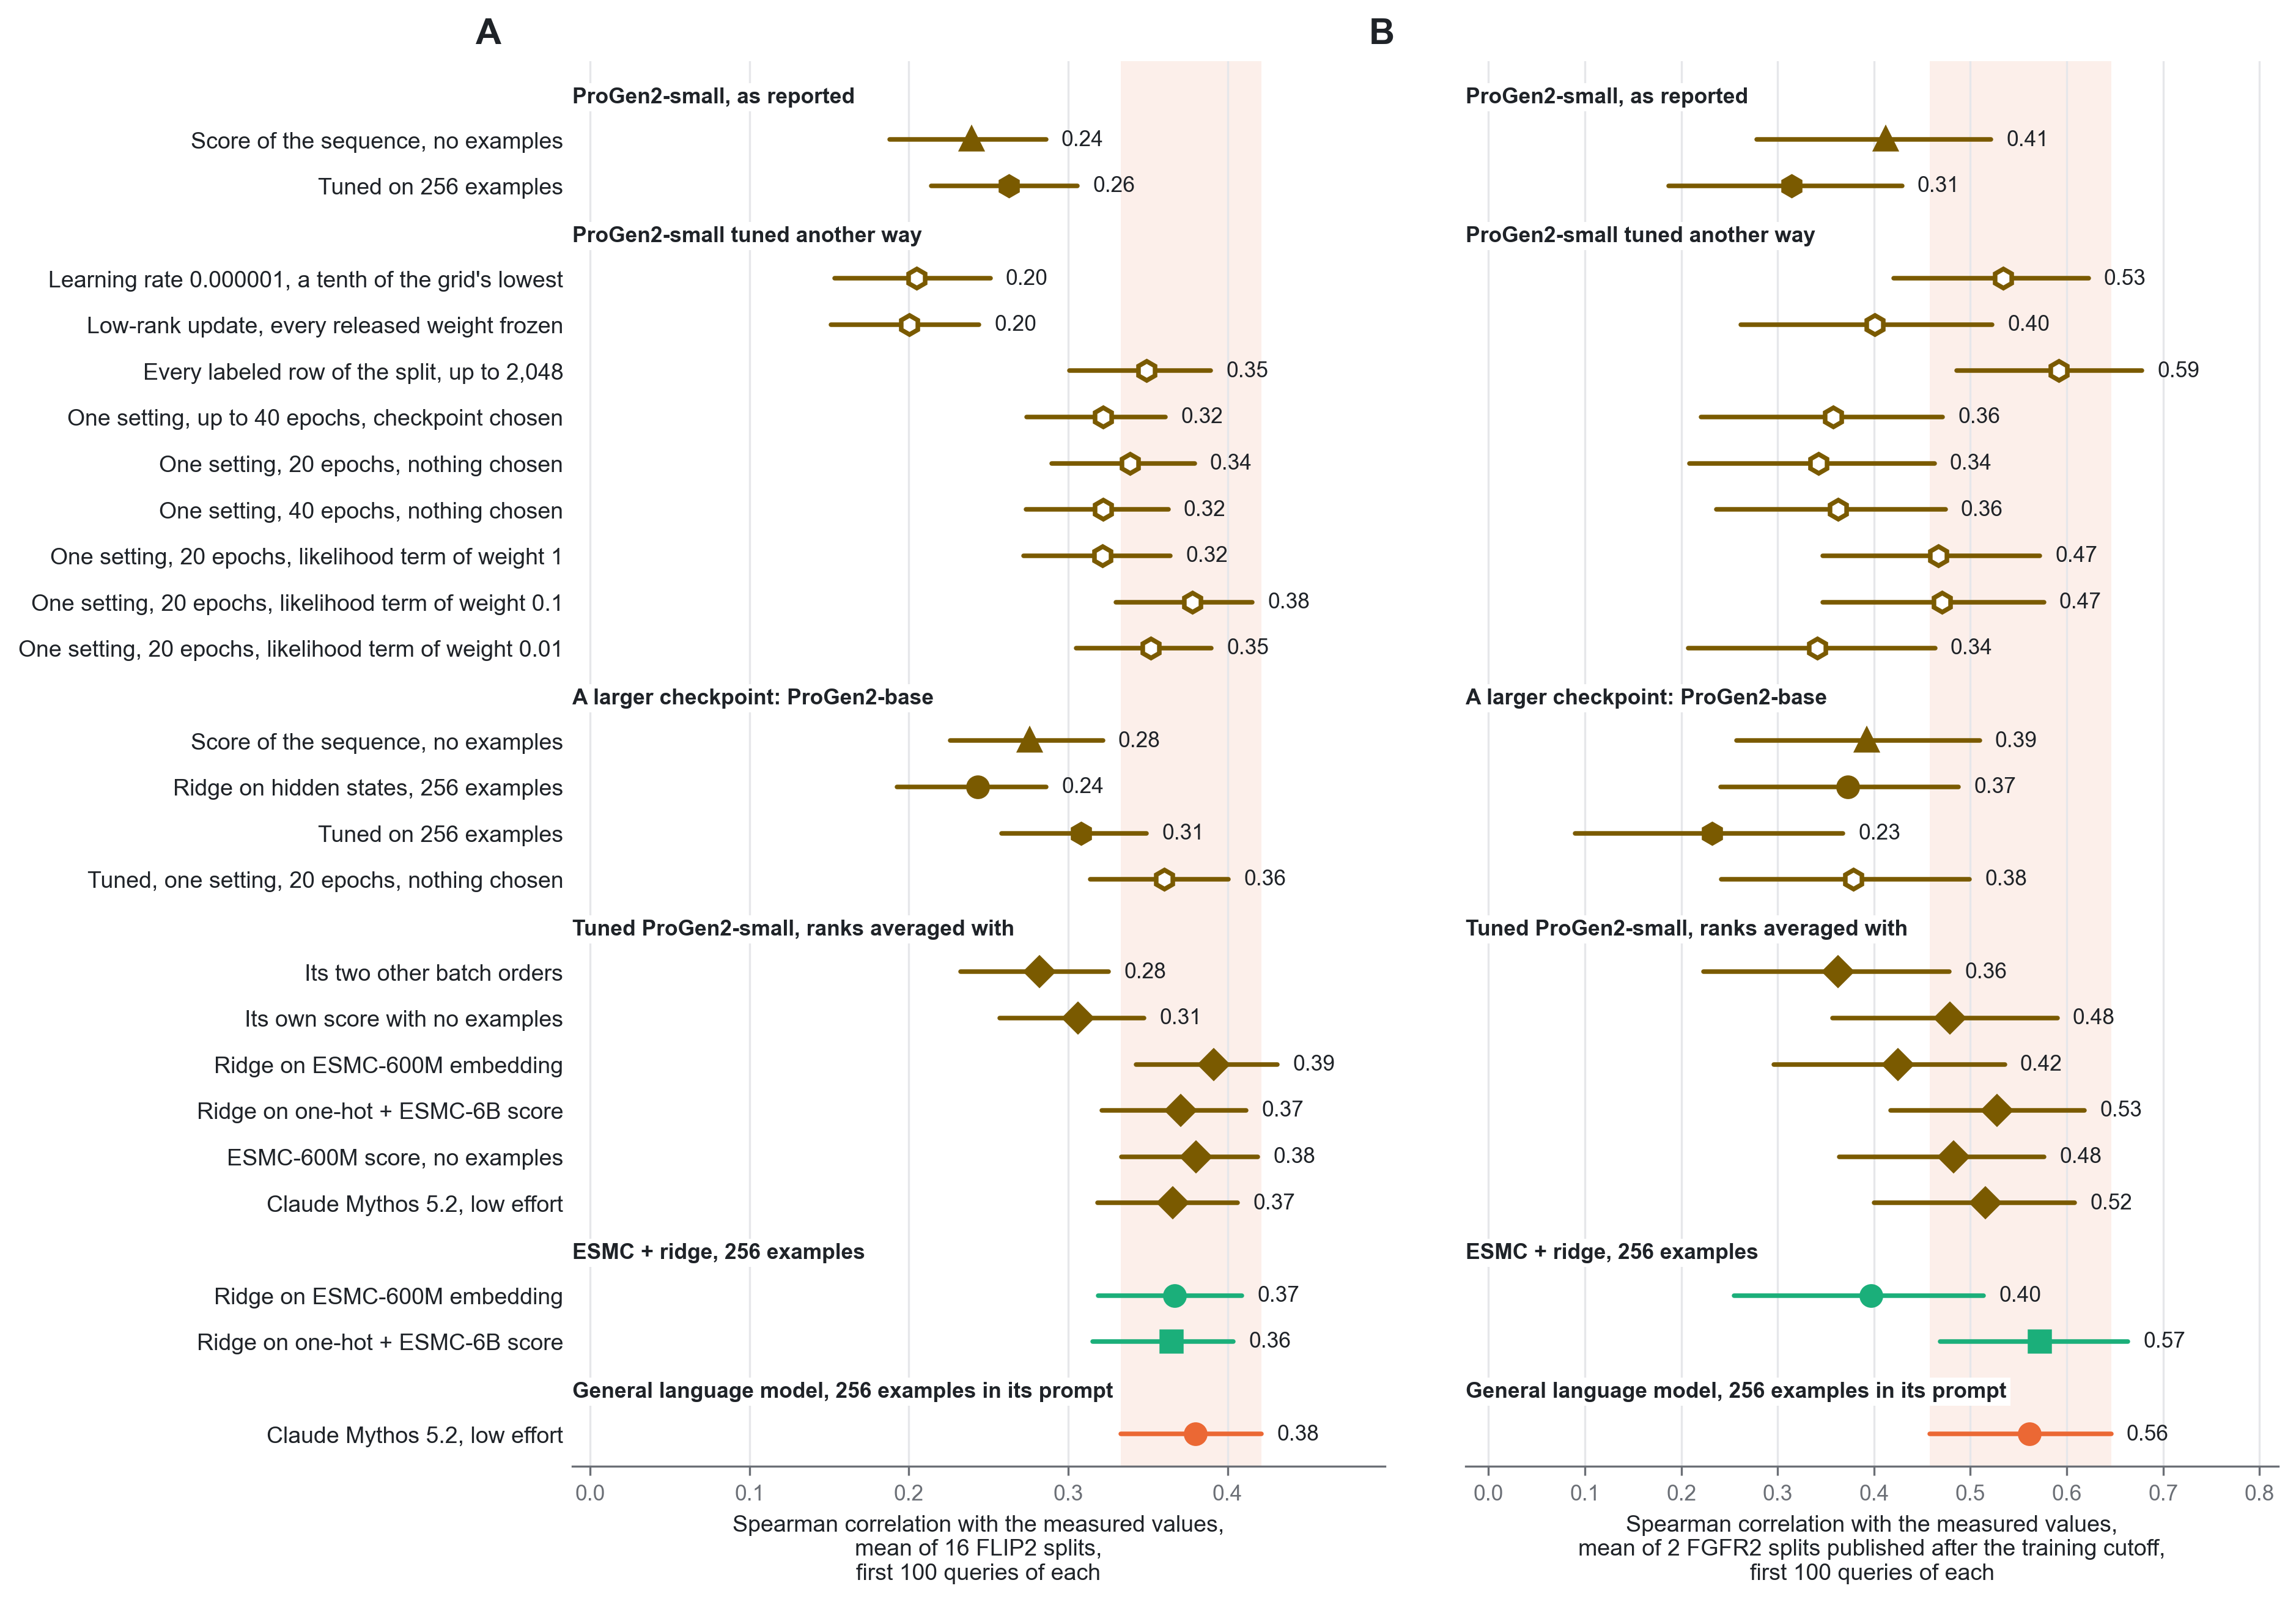 A
B
ProGen2-small, as reported
ProGen2-small, as reported
Score of the sequence, no examples
0.24
0.41
Tuned on 256 examples
0.26
0.31
ProGen2-small tuned another way
ProGen2-small tuned another way
Learning rate 0.000001, a tenth of the grid's lowest
0.20
0.53
Low-rank update, every released weight frozen
0.20
0.40
Every labeled row of the split, up to 2,048
0.35
0.59
One setting, up to 40 epochs, checkpoint chosen
0.32
0.36
One setting, 20 epochs, nothing chosen
0.34
0.34
One setting, 40 epochs, nothing chosen
0.32
0.36
One setting, 20 epochs, likelihood term of weight 1
0.32
0.47
One setting, 20 epochs, likelihood term of weight 0.1
0.38
0.47
One setting, 20 epochs, likelihood term of weight 0.01
0.35
0.34
A larger checkpoint: ProGen2-base
A larger checkpoint: ProGen2-base
Score of the sequence, no examples
0.28
0.39
Ridge on hidden states, 256 examples
0.24
0.37
Tuned on 256 examples
0.31
0.23
Tuned, one setting, 20 epochs, nothing chosen
0.36
0.38
Tuned ProGen2-small, ranks averaged with
Tuned ProGen2-small, ranks averaged with
Its two other batch orders
0.28
0.36
Its own score with no examples
0.31
0.48
Ridge on ESMC-600M embedding
0.39
0.42
Ridge on one-hot + ESMC-6B score
0.37
0.53
ESMC-600M score, no examples
0.38
0.48
Claude Mythos 5.2, low effort
0.37
0.52
ESMC + ridge, 256 examples
ESMC + ridge, 256 examples
Ridge on ESMC-600M embedding
0.37
0.40
Ridge on one-hot + ESMC-6B score
0.36
0.57
General language model, 256 examples in its prompt
General language model, 256 examples in its prompt
Claude Mythos 5.2, low effort
0.38
0.56
0.0 0.1 0.2 0.3 0.4
0.0 0.1 0.2 0.3 0.4 0.5 0.6 0.7 0.8
Spearman correlation with the measured values,
mean of 16 FLIP2 splits,
first 100 queries of each
Spearman correlation with the measured values,
mean of 2 FGFR2 splits published after the training cutoff,
first 100 queries of each